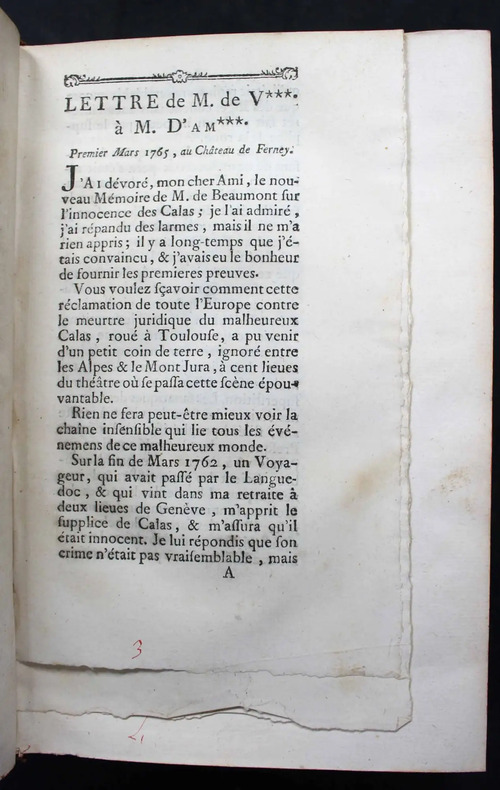 LETTRE de M. de V***.
à M. D'AM***.
Premier Mars 1765, au Château de Ferney.
J'AI dévoré, mon cher Ami, le nou-
veau Mémoire de M. de Beaumont ſur
l'innocence des Calas; je l'ai admiré,
j'ai répandu des larmes, mais il ne m'a
rien appris; il y a long-temps que j'é-
tais convaincu, & j'avais eu le bonheur
de fournir les premieres preuves.
Vous voulez ſçavoir comment cette
réclamation de toute l'Europe contre
le meurtre juridique du malheureux
Calas, roué à Toulouſe, a pu venir
d'un petit coin de terre, ignoré entre
les Alpes & le Mont Jura, à cent lieues
du théâtre où ſe paſſa cette ſcène épou-
vantable.
Rien ne fera peut-être mieux voir la
chaîne inſenſible qui lie tous les évé-
nemens de ce malheureux monde.
Sur la fin de Mars 1762, un Voya-
geur, qui avait paſſé par le Langue-
doc, & qui vint dans ma retraite à
deux lieues de Genève, m'apprit le
ſupplice de Calas, & m'aſſura qu'il
était innocent. Je lui répondis que ſon
crime n'était pas vraiſemblable, mais
A
3